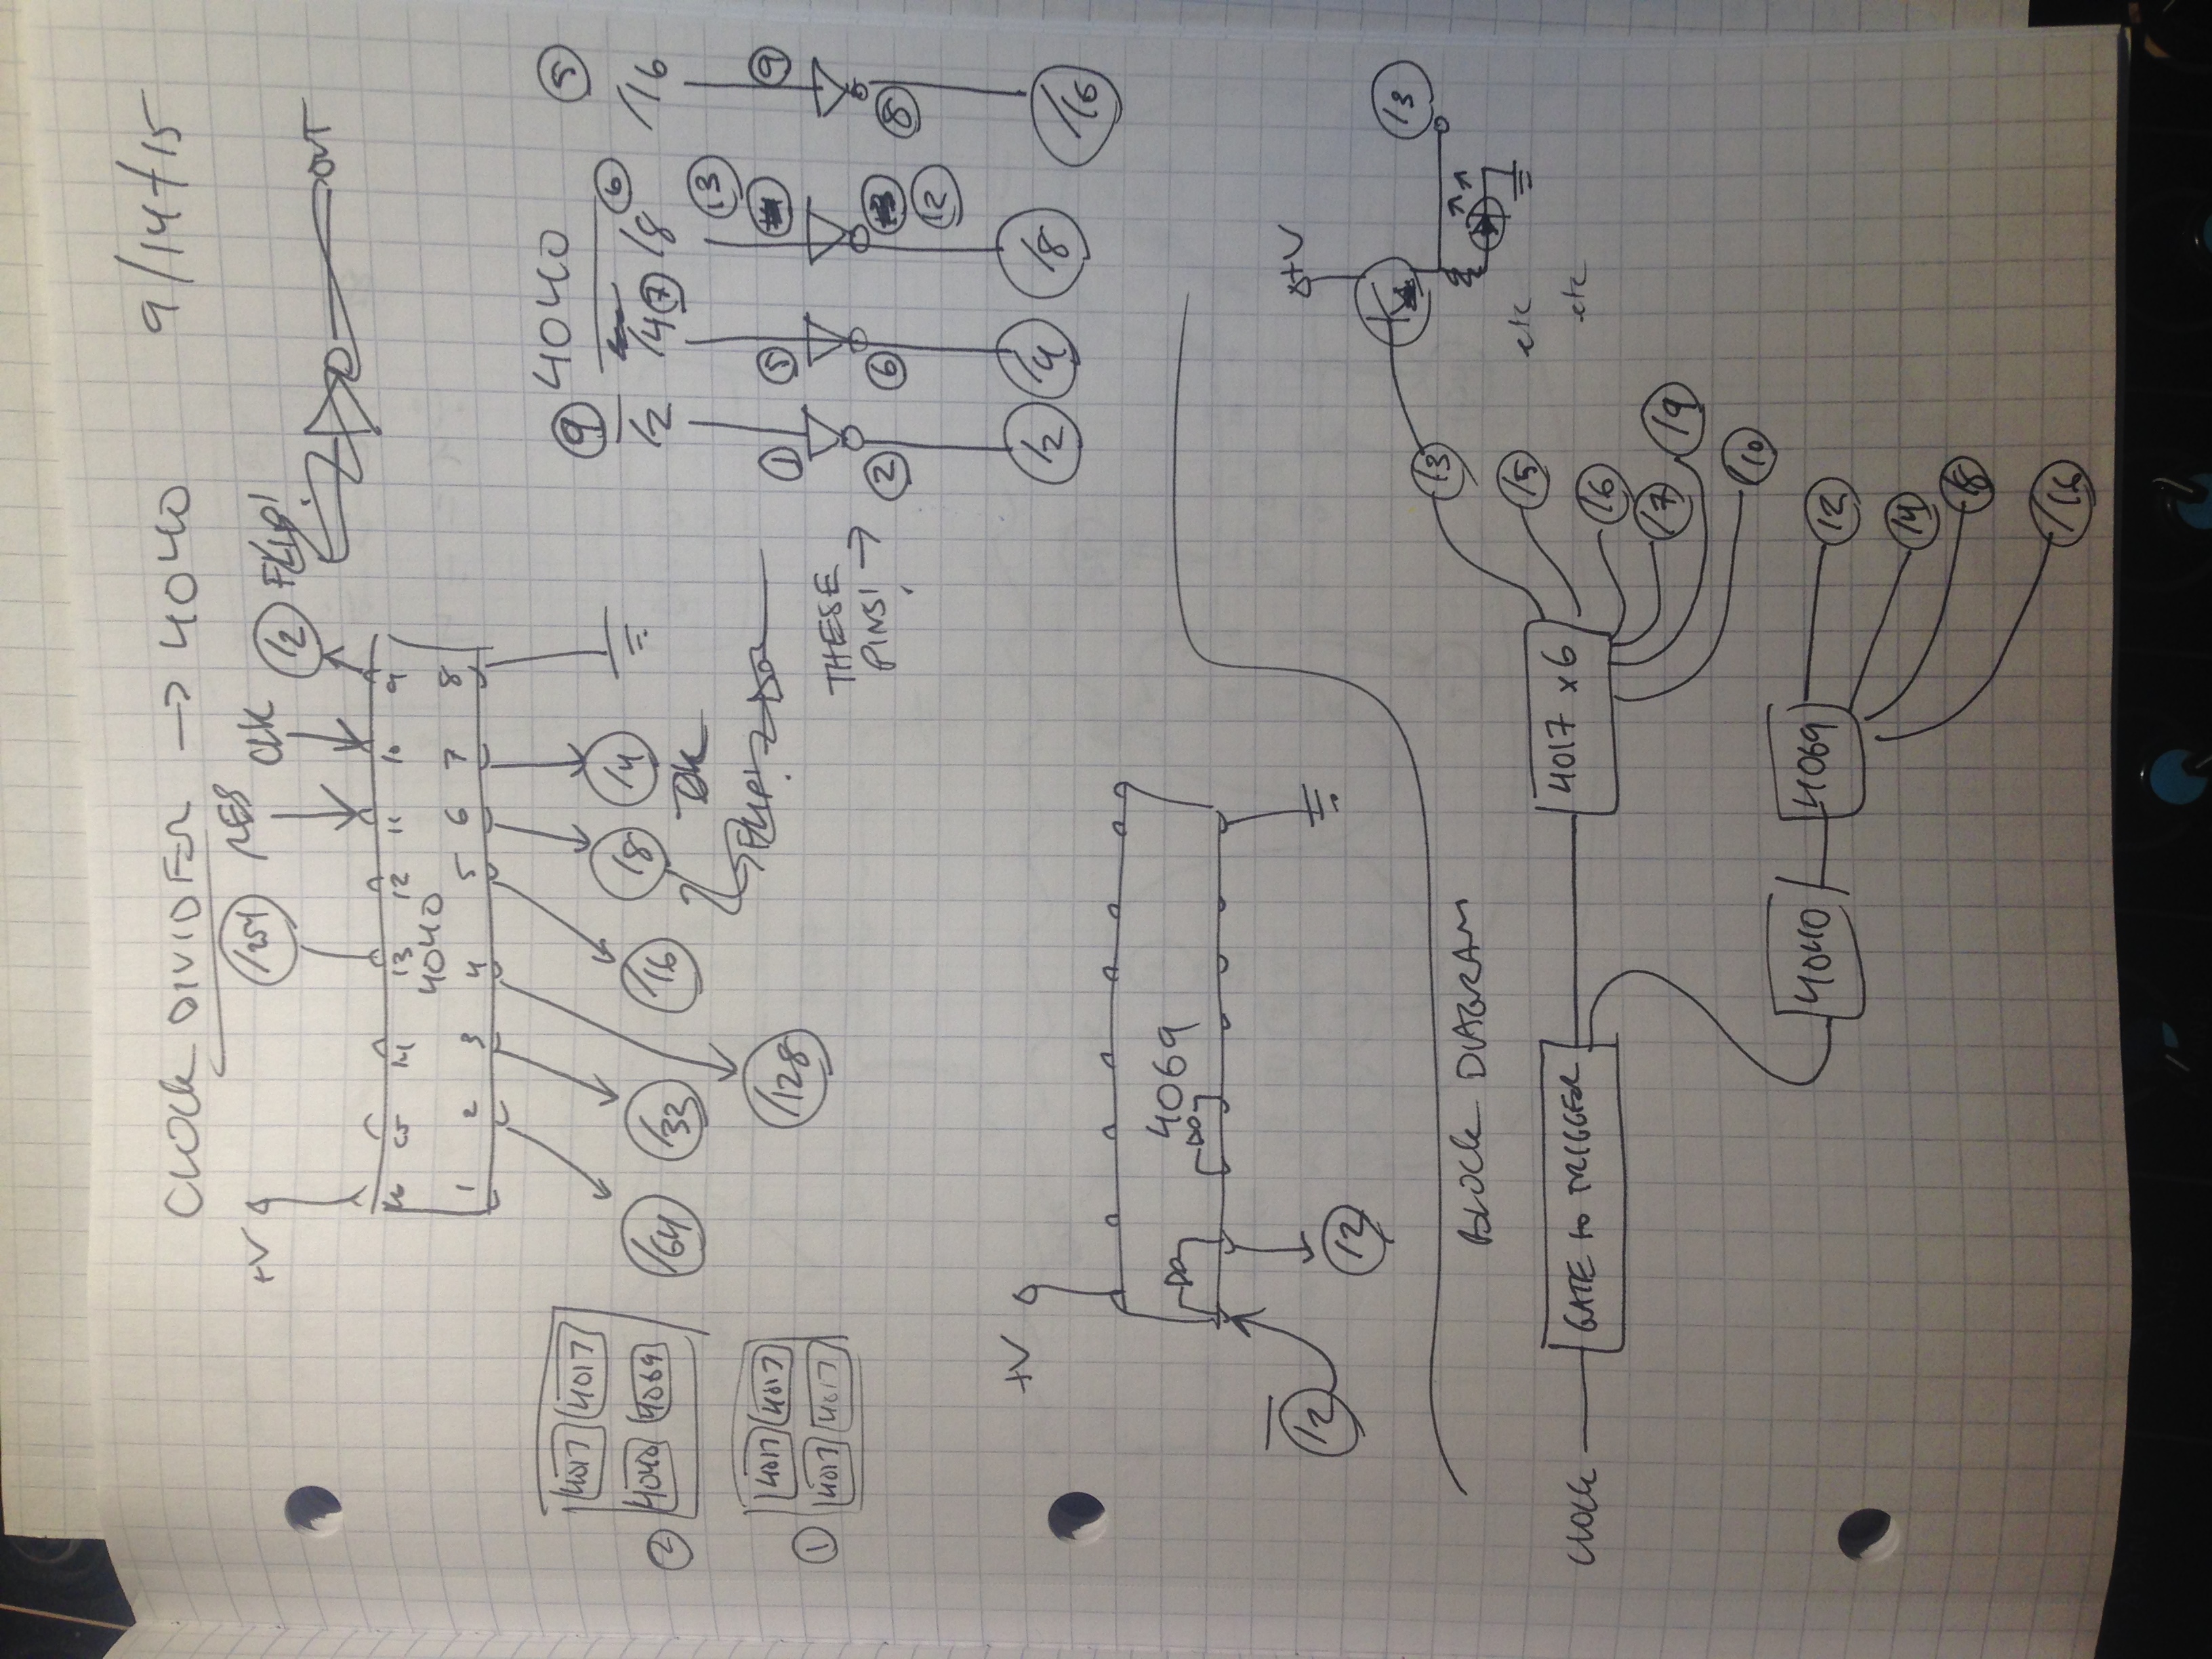 CLOCK DIVIDER → 4040
9/14/15
+V
/254
RES
CLK
/2
FLIP!
OUT
16 15 14 13 12 11 10 9
4040
1 2 3 4 5 6 7 8
/64
/33
/128
/16
/8
/4
OK
FLIP!
4017 4017
4040 4069
2
4017 4017
4017 4017
1
4040
9 7 6 5
/2 /4 /8 /16
13
1 5 9
THESE
PINS! →
2 6 8
12
/2 /4 /8 /16
+V
4069
/2
/2
BLOCK DIAGRAM
+V
/3
/3
CLOCK
GATE to TRIGGER
4017 x6
/5
etc
etc
/6
/7
/9
/10
4040
4069
/2
/4
/8
/16